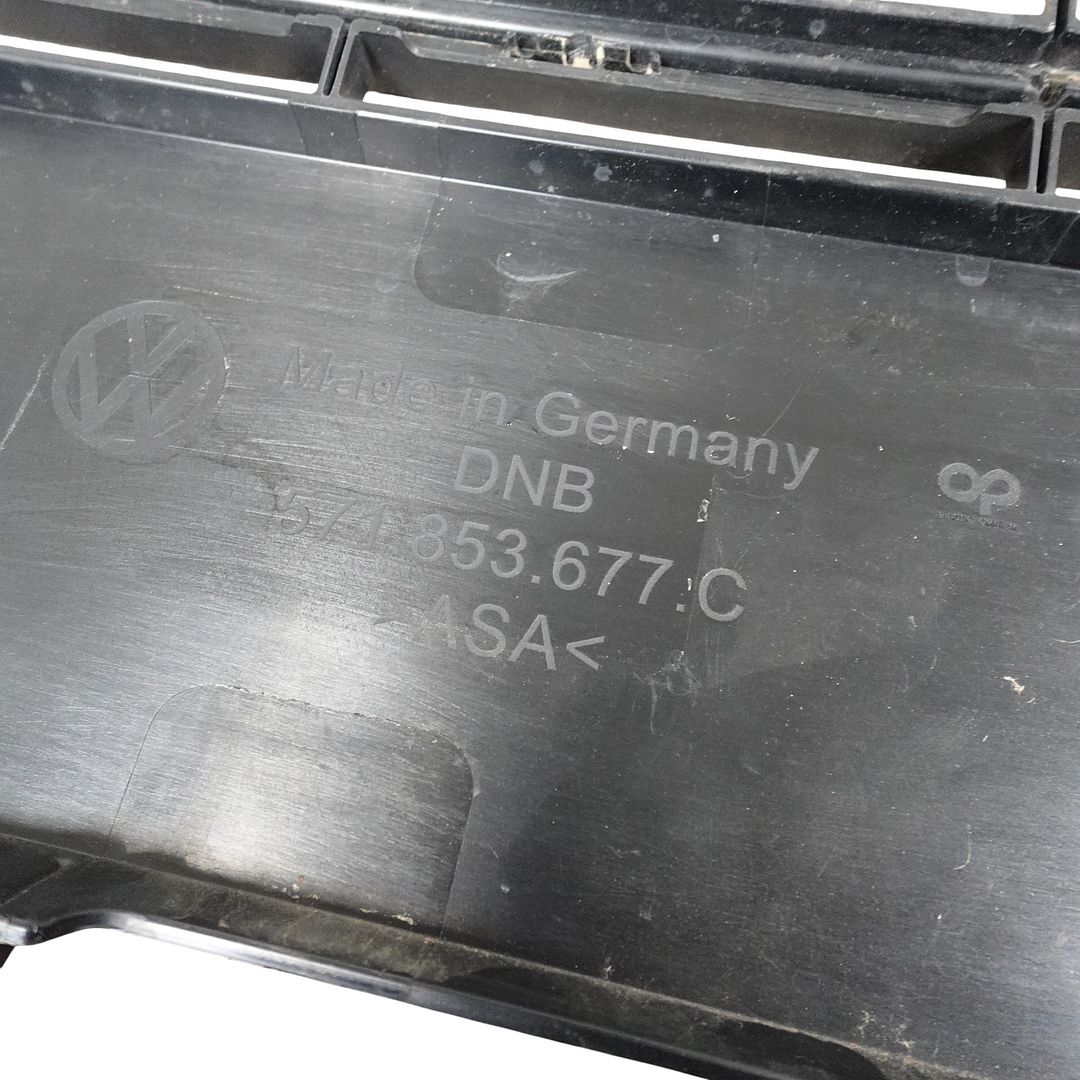 Made in Germany
DNB
571.853.677.C
>ASA<